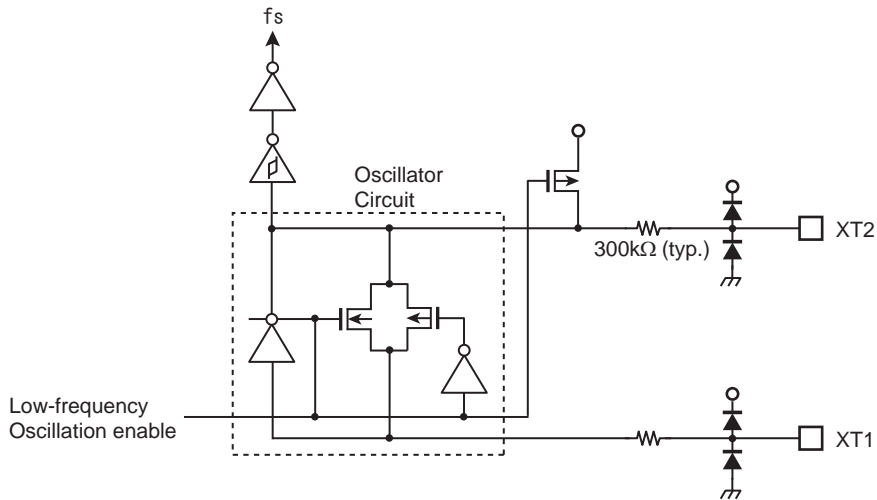 fs
Oscillator
Circuit
300kΩ (typ.)
XT2
Low-frequency
Oscillation enable
XT1